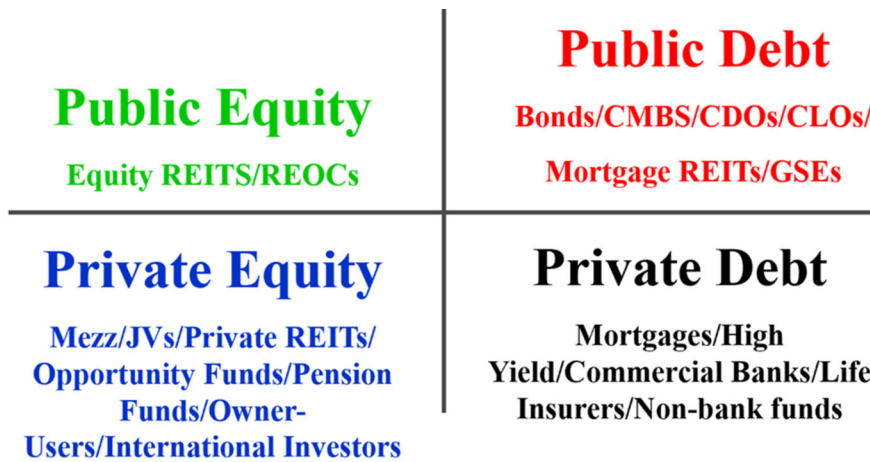 Public Equity
Equity REITS/REOCs
Public Debt
Bonds/CMBS/CDOs/CLOs/
Mortgage REITs/GSEs
Private Equity
Mezz/JVs/Private REITs/
Opportunity Funds/Pension
Funds/Owner-
Users/International Investors
Private Debt
Mortgages/High
Yield/Commercial Banks/Life
Insurers/Non-bank funds